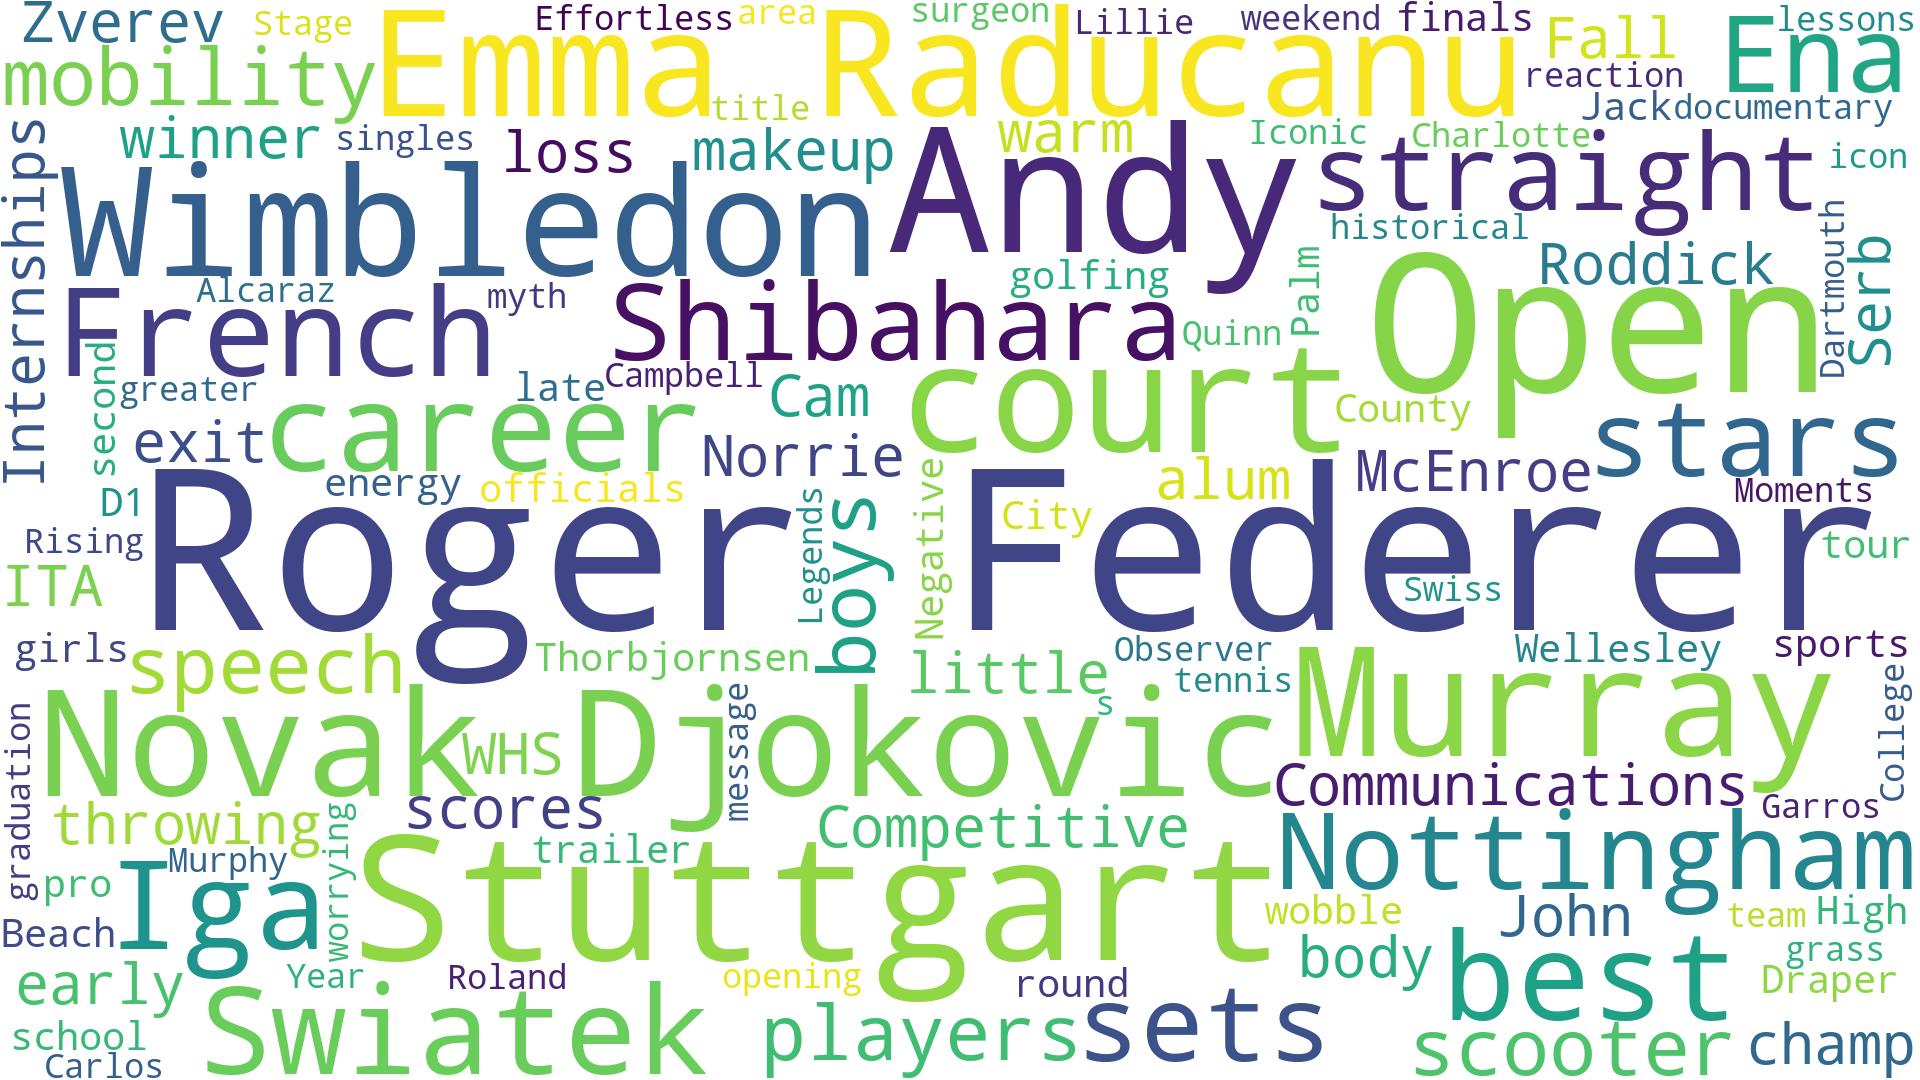 Zverev Stage Emma Effortless area Raducanu surgeon Lillie weekend finals Fall Ena lessons
mobility title reaction Jack documentary
Internships winner singles loss makeup Andy warm Iconic Charlotte straight icon
Wimbledon historical Dartmouth Serb
French Alcaraz myth Shibahara golfing Quinn Palm Open Roddick
second greater late Campbell Cam court County stars
exit career Norrie alum McEnroe
D1 energy officials Legends boys Negative City Moments
Rising Roger Federer tour
ITA Swiss
girls speech Thorbjornsen little Observer Wellesley sports
tennis s Murray College
graduation Novak WHS Djokovic message
throwing worrying scores Competitive Communications Garros
pro Murphy Iga trailer Stuttgart Nottingham
Beach wobble John team High
early Year Roland opening round body best grass Draper
school Swiatek players sets scooter champ
Carlos